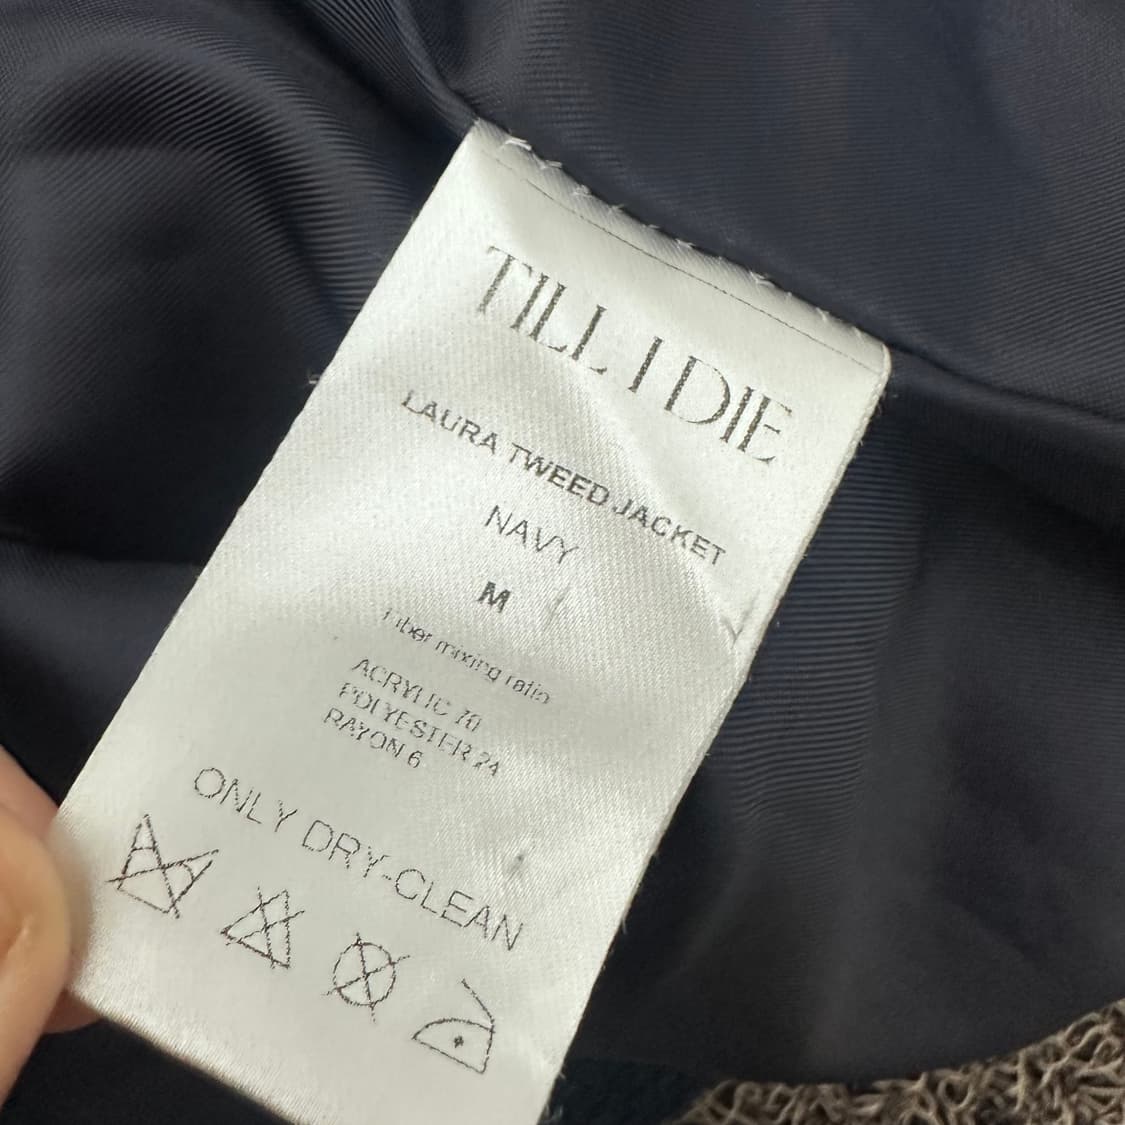 TILL I DIE
LAURA TWEED JACKET
NAVY
M
Fiber mixing ratio
ACRYLIC 70
POLYESTER 24
RAYON 6
ONLY DRY-CLEAN